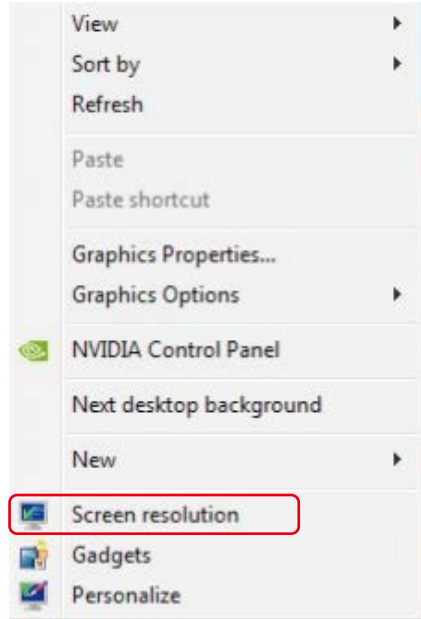 View
Sort by
Refresh
Paste
Paste shortcut
Graphics Properties...
Graphics Options
NVIDIA Control Panel
Next desktop background
New
Screen resolution
Gadgets
Personalize